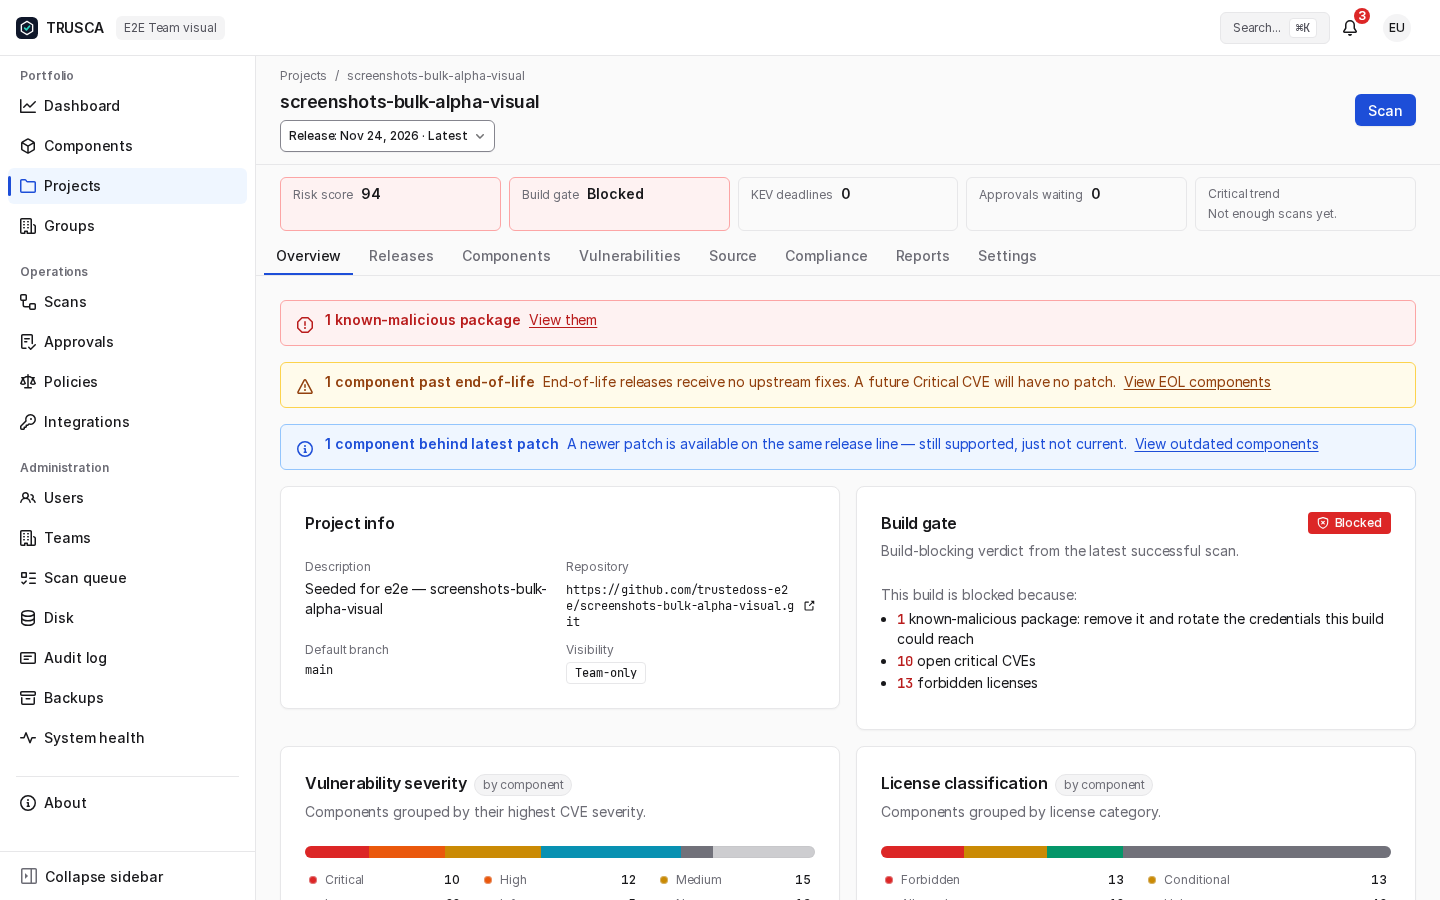 TRUSCA
E2E Team visual
Search...
⌘K
3
EU
Portfolio
Dashboard
Components
Projects
Groups
Operations
Scans
Approvals
Policies
Integrations
Administration
Users
Teams
Scan queue
Disk
Audit log
Backups
System health
About
Collapse sidebar
Projects / screenshots-bulk-alpha-visual
screenshots-bulk-alpha-visual
Release: Nov 24, 2026 · Latest
Scan
Risk score 94
Build gate Blocked
KEV deadlines 0
Approvals waiting 0
Critical trend
Not enough scans yet.
Overview
Releases
Components
Vulnerabilities
Source
Compliance
Reports
Settings
1 known-malicious package View them
1 component past end-of-life End-of-life releases receive no upstream fixes. A future Critical CVE will have no patch. View EOL components
1 component behind latest patch A newer patch is available on the same release line — still supported, just not current. View outdated components
Project info
Description
Seeded for e2e — screenshots-bulk-
alpha-visual
Repository
https://github.com/trustedoss-e2
e/screenshots-bulk-alpha-visual.g
it
Default branch
main
Visibility
Team-only
Build gate
Blocked
Build-blocking verdict from the latest successful scan.
This build is blocked because:
1 known-malicious package: remove it and rotate the credentials this build
could reach
10 open critical CVEs
13 forbidden licenses
Vulnerability severity by component
Components grouped by their highest CVE severity.
Critical 10
High 12
Medium 15
License classification by component
Components grouped by license category.
Forbidden 13
Conditional 13